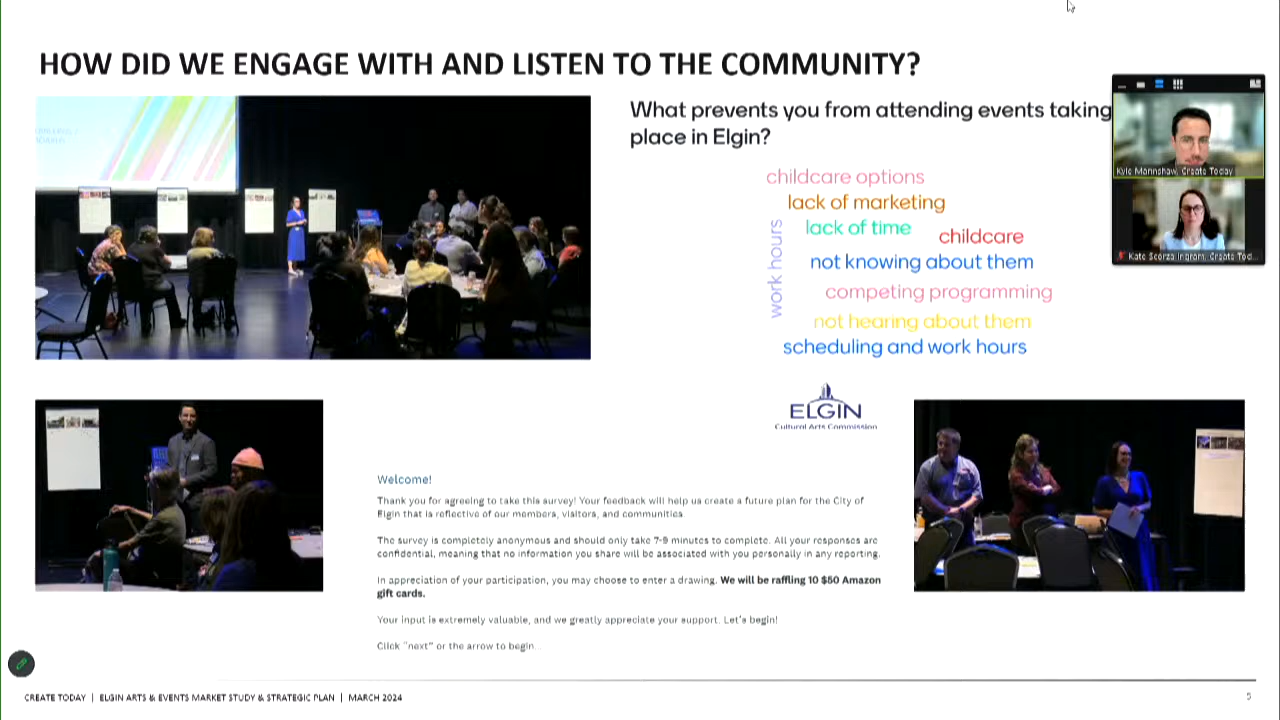 HOW DID WE ENGAGE WITH AND LISTEN TO THE COMMUNITY?
What prevents you from attending events taking
place in Elgin?
childcare options
lack of marketing
lack of time
childcare
work hours
not knowing about them
competing programming
not hearing about them
scheduling and work hours
Kyle Mannshaw, Create Today
Kate Scorza Ingram, Create Tod...
ELGIN
Cultural Arts Commission
Welcome!
Thank you for agreeing to take this survey! Your feedback will help us create a future plan for the City of
Elgin that is reflective of our members, visitors, and communities
The survey is completely anonymous and should only take 7-9 minutes to complete. All your responses are
confidential, meaning that no information you share will be associated with you personally in any reporting.
In appreciation of your participation, you may choose to enter a drawing. We will be raffling 10 $50 Amazon
gift cards.
Your input is extremely valuable, and we greatly appreciate your support. Let's begin!
Click "next" or the arrow to begin...
CREATE TODAY | ELGIN ARTS & EVENTS MARKET STUDY & STRATEGIC PLAN | MARCH 2024
5